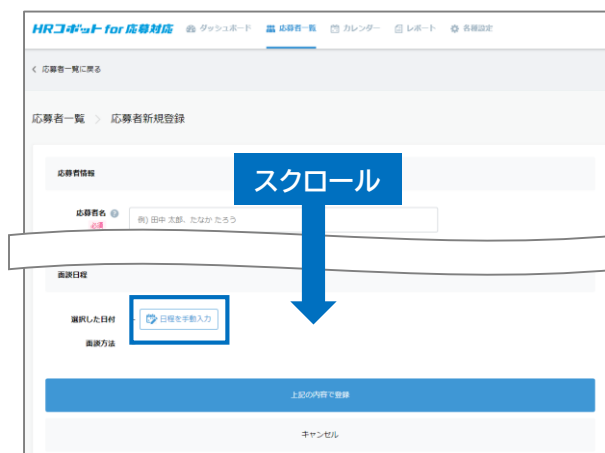 HRコボットfor応募対応 ダッシュボード 応募者一覧 カレンダー レポート 各種設定
< 応募者一覧に戻る
応募者一覧 > 応募者新規登録
応募者情報
スクロール
応募者名 ?
必須
例) 田中 太郎、たなか たろう
面談日程
選択した日付 - 日程を手動入力
面談方法
上記の内容で登録
キャンセル